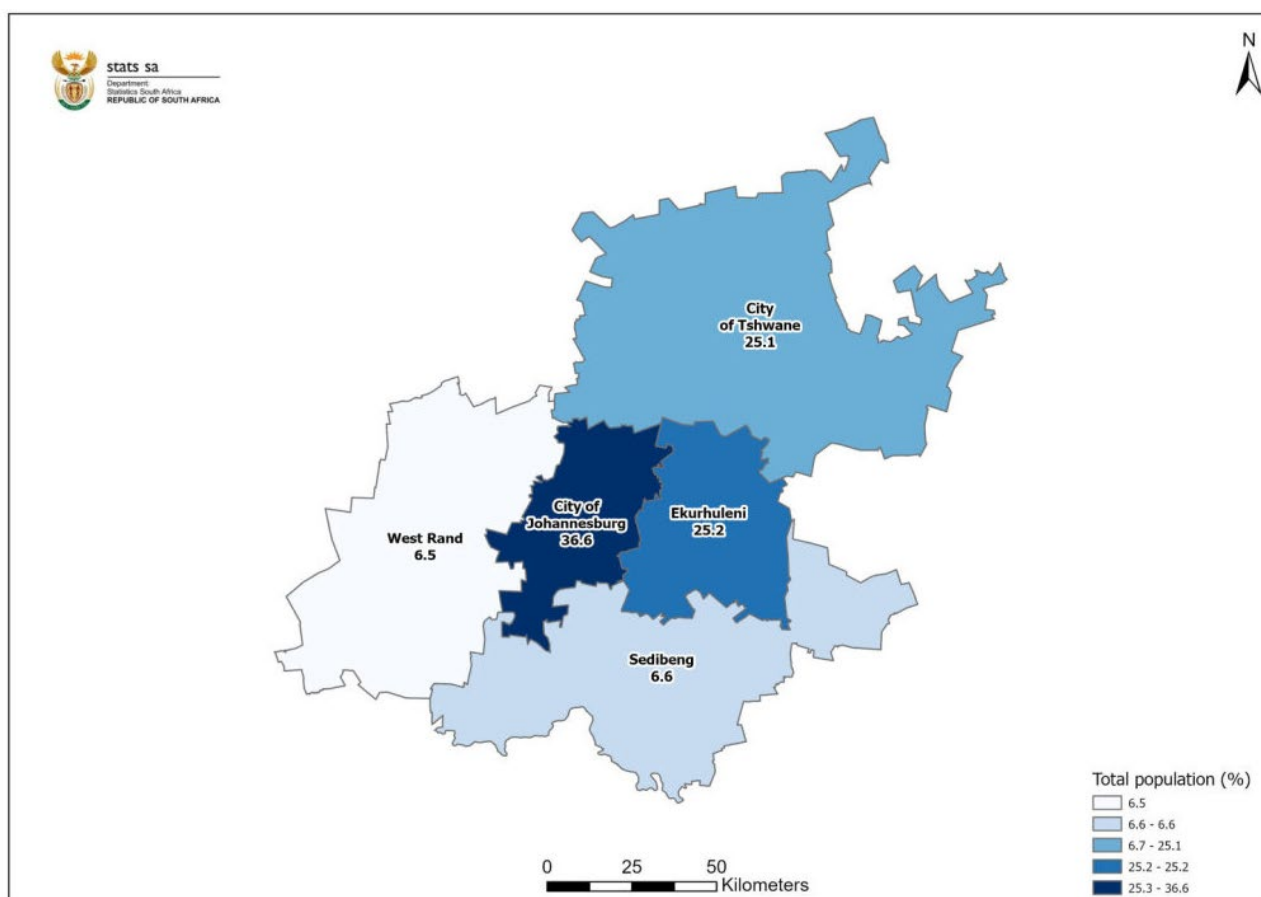 stats sa
Department:
Statistics South Africa
REPUBLIC OF SOUTH AFRICA
N
City
of Tshwane
25.1
City of
Johannesburg
36.6
Ekurhuleni
25.2
West Rand
6.5
Sedibeng
6.6
Total population (%)
6.5
6.6 - 6.6
6.7 - 25.1
25.2 - 25.2
25.3 - 36.6
0 25 50
Kilometers